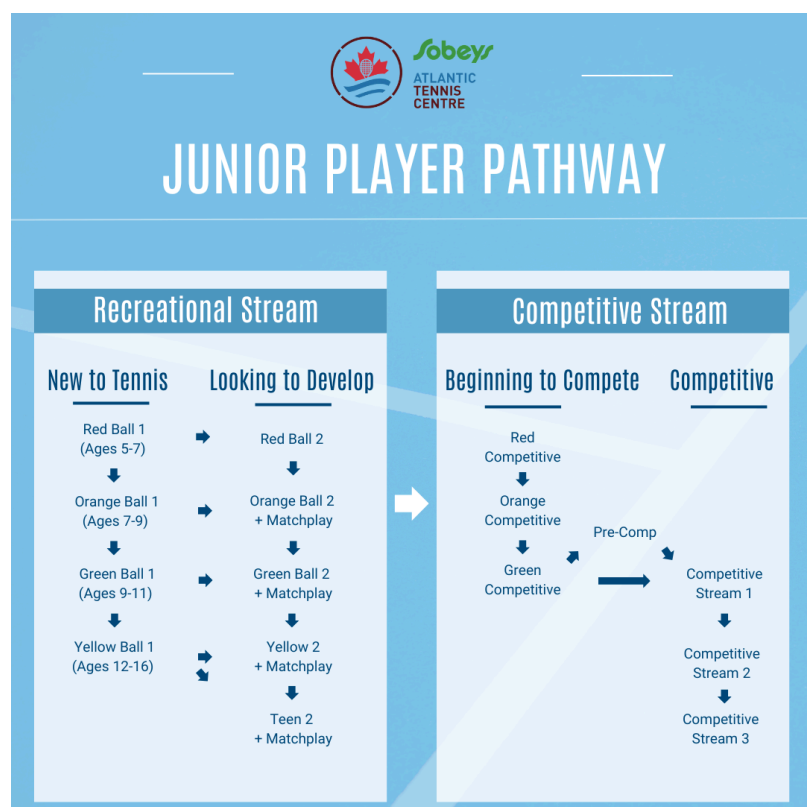 Sobeys
ATLANTIC
TENNIS
CENTRE
JUNIOR PLAYER PATHWAY
Recreational Stream
New to Tennis
Red Ball 1
(Ages 5-7)
Orange Ball 1
(Ages 7-9)
Green Ball 1
(Ages 9-11)
Yellow Ball 1
(Ages 12-16)
Looking to Develop
Red Ball 2
Orange Ball 2
+ Matchplay
Green Ball 2
+ Matchplay
Yellow 2
+ Matchplay
Teen 2
+ Matchplay
Competitive Stream
Beginning to Compete
Red
Competitive
Orange
Competitive
Green
Competitive
Pre-Comp
Competitive
Competitive
Stream 1
Competitive
Stream 2
Competitive
Stream 3